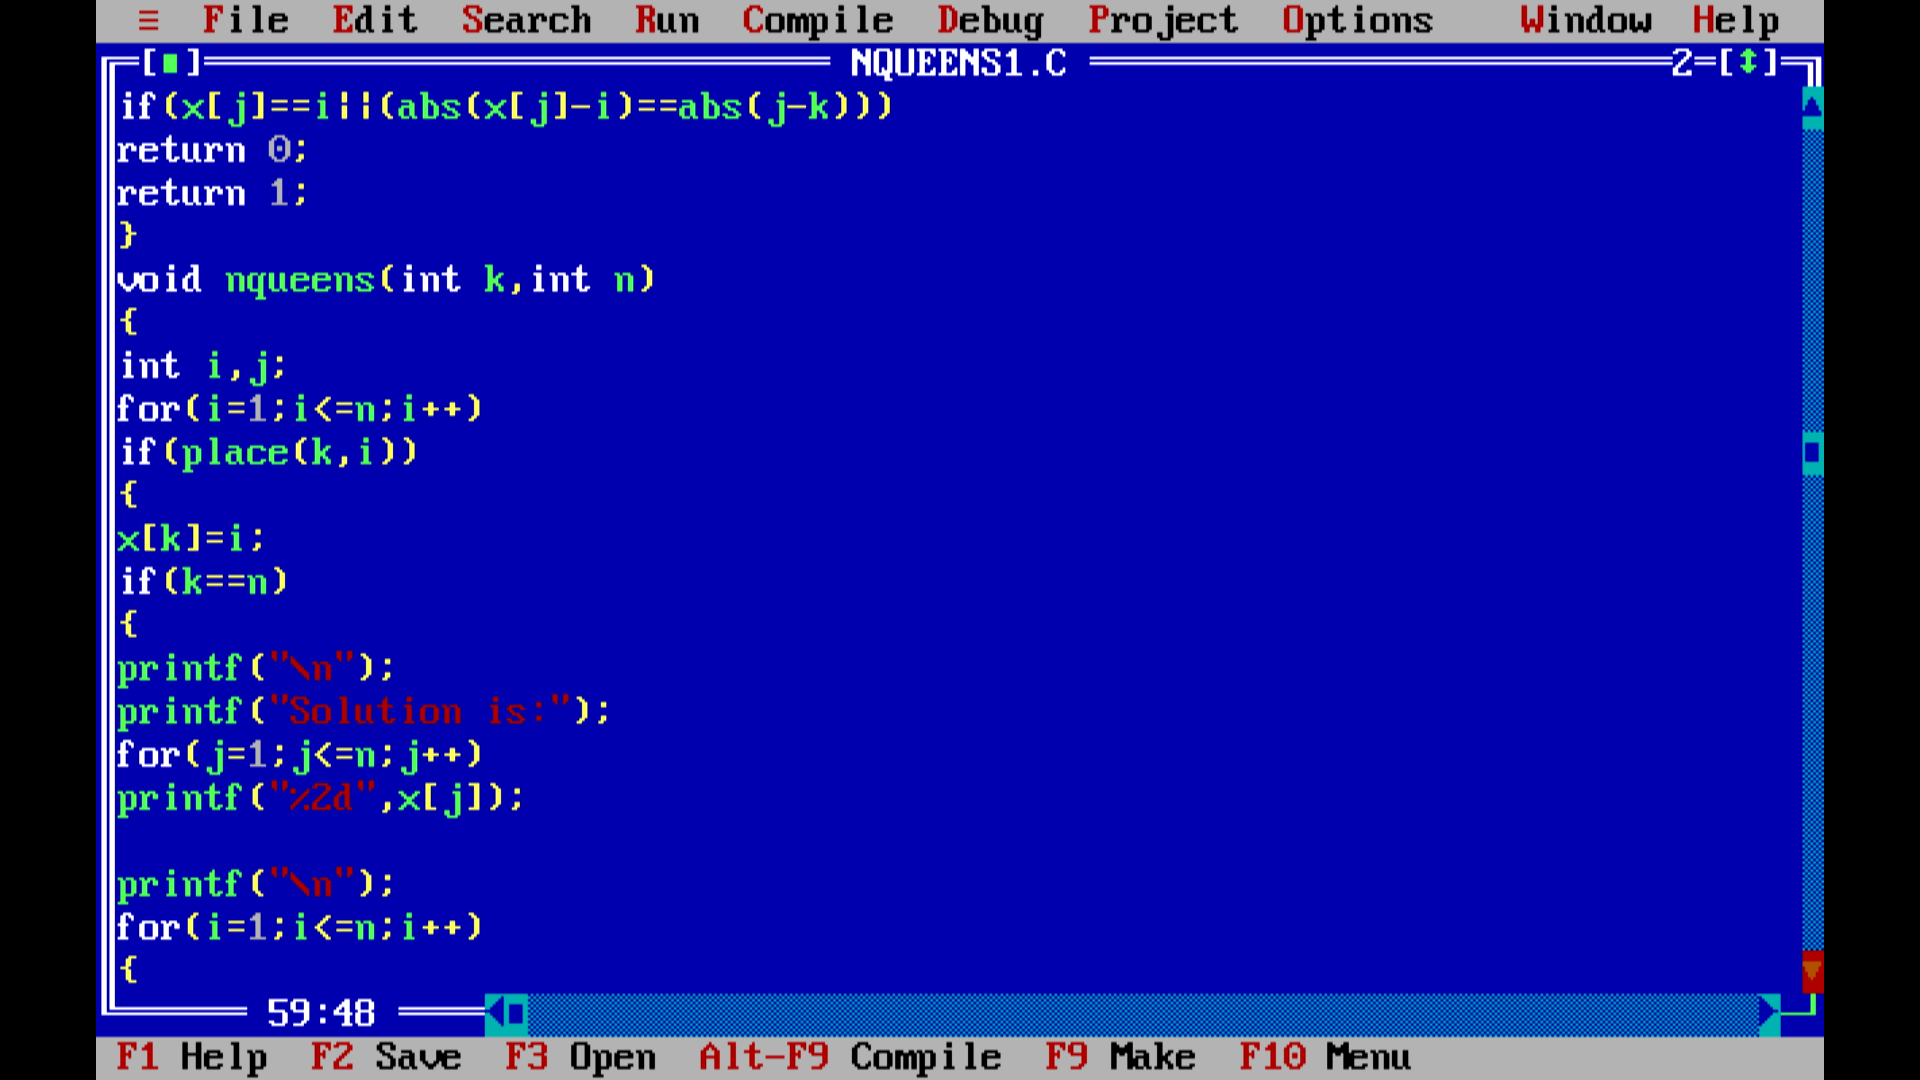 ≡ File Edit Search Run Compile Debug Project Options Window Help
[■] NQUEENS1.C 2=[↕]
if(x[j]==i||(abs(x[j]-i)==abs(j-k)))
return 0;
return 1;
}
void nqueens(int k,int n)
{
int i,j;
for(i=1;i<=n;i++)
if(place(k,i))
{
x[k]=i;
if(k==n)
{
printf("\n");
printf("Solution is:");
for(j=1;j<=n;j++)
printf("%2d",x[j]);
printf("\n");
for(i=1;i<=n;i++)
{
59:48
F1 Help F2 Save F3 Open Alt-F9 Compile F9 Make F10 Menu